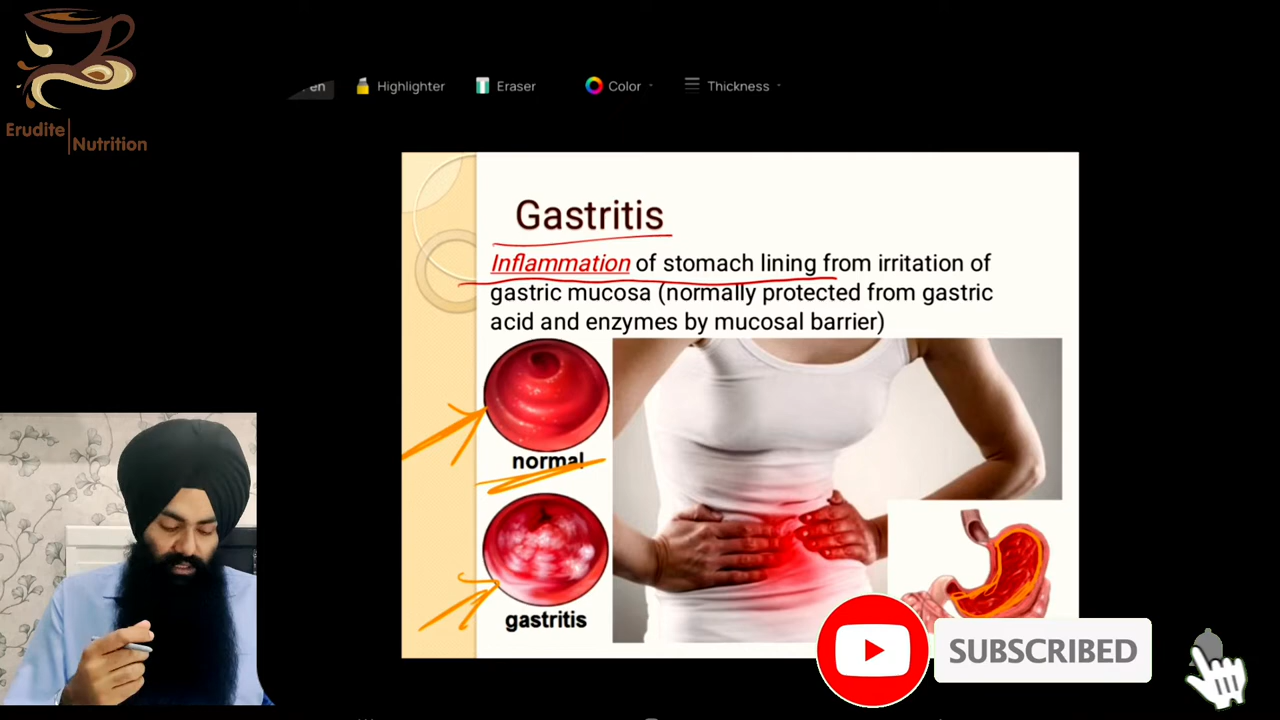 Erudite
Nutrition
en
Highlighter
Eraser
Color
Thickness
Gastritis
Inflammation of stomach lining from irritation of
gastric mucosa (normally protected from gastric
acid and enzymes by mucosal barrier)
normal
gastritis
SUBSCRIBED